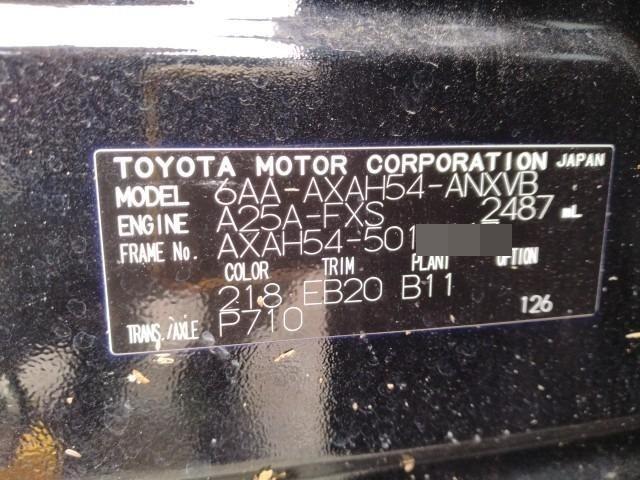 TOYOTA MOTOR CORPORATION JAPAN
MODEL 6AA-AXAH54-ANXVB
ENGINE A25A-FXS 2487 mL
FRAME No. AXAH54-501
COLOR TRIM PLANT OPTION
218 EB20 B11
TRANS./AXLE P710 126